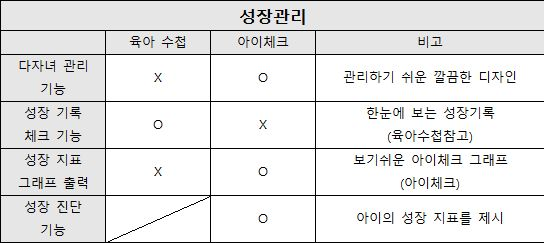 성장관리
육아 수첩 아이체크 비고
다자녀 관리
기능
X O 관리하기 쉬운 깔끔한 디자인
성장 기록
체크 기능
O X 한눈에 보는 성장기록
(육아수첩참고)
성장 지표
그래프 출력
X O 보기쉬운 아이체크 그래프
(아이체크)
성장 진단
기능
O 아이의 성장 지표를 제시